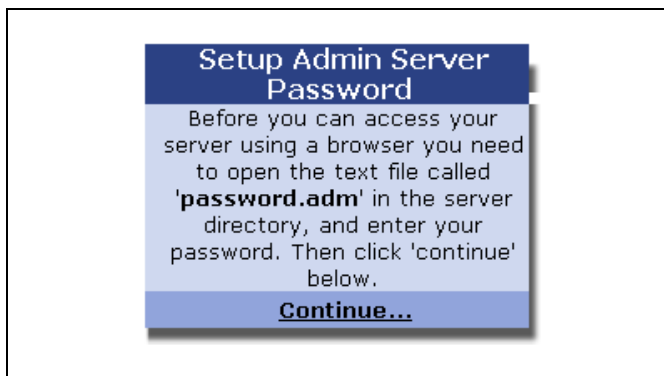 Setup Admin Server
Password
Before you can access your
server using a browser you need
to open the text file called
'password.adm' in the server
directory, and enter your
password. Then click 'continue'
below.
Continue...